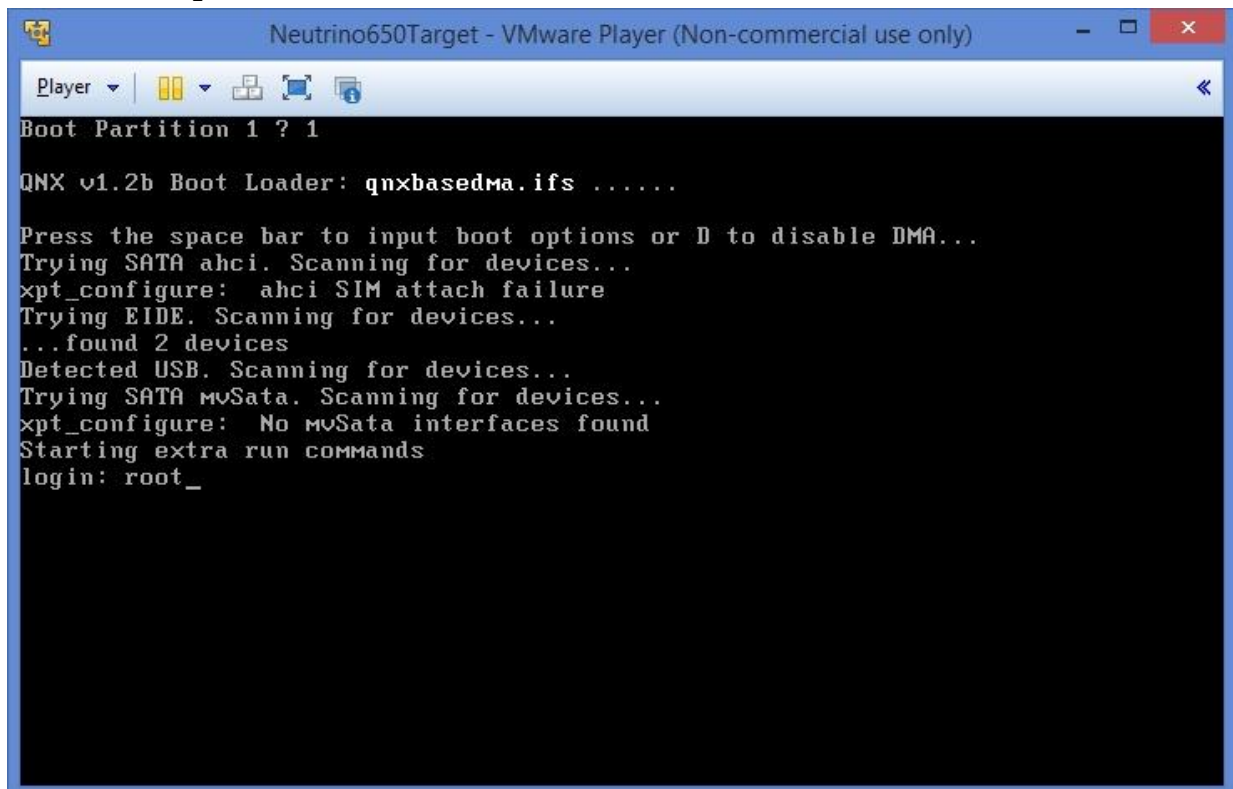 Neutrino650Target - VMware Player (Non-commercial use only)
Player
Boot Partition 1 ? 1
QNX v1.2b Boot Loader: qnxbasedma.ifs ......
Press the space bar to input boot options or D to disable DMA...
Trying SATA ahci. Scanning for devices...
xpt_configure:  ahci SIM attach failure
Trying EIDE. Scanning for devices...
...found 2 devices
Detected USB. Scanning for devices...
Trying SATA mvSata. Scanning for devices...
xpt_configure:  No mvSata interfaces found
Starting extra run commands
login: root_